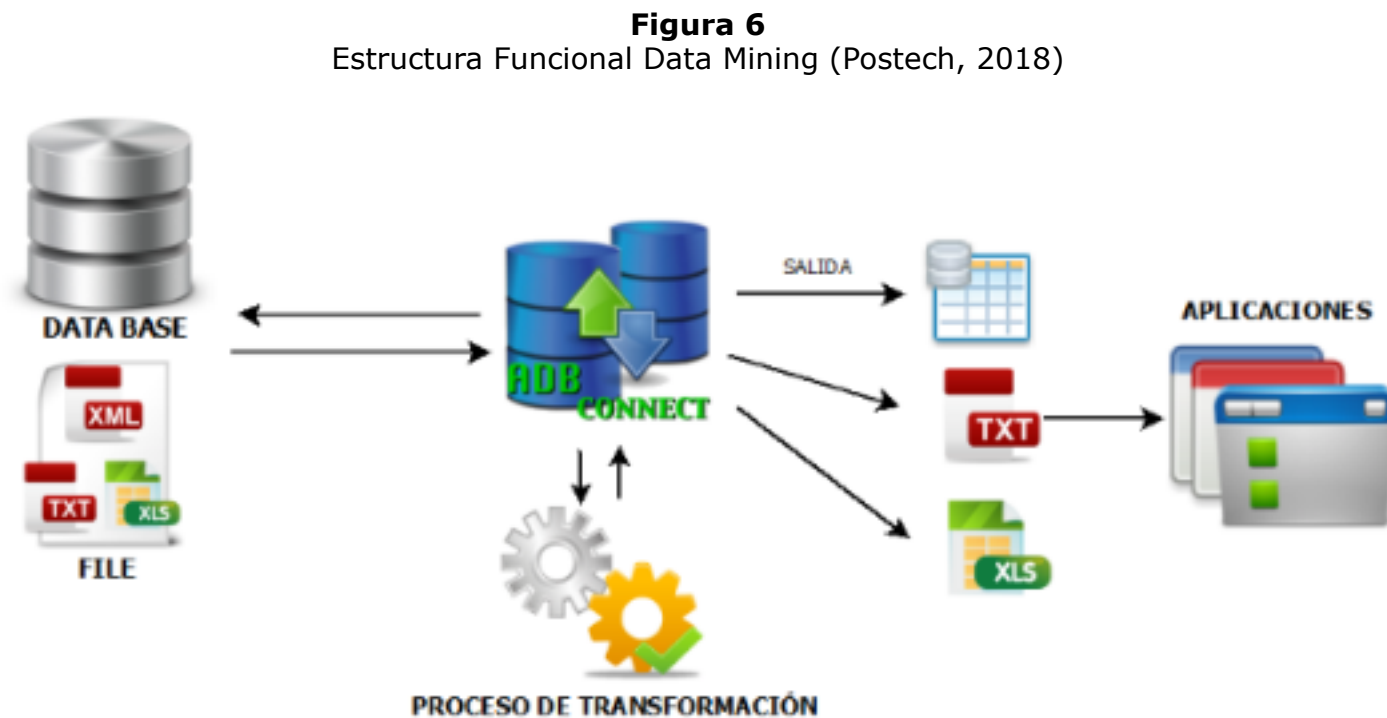 Figura 6
Estructura Funcional Data Mining (Postech, 2018)
DATA BASE
XML
TXT
XLS
FILE
ADB
CONNECT
PROCESO DE TRANSFORMACIÓN
SALIDA
TXT
XLS
APLICACIONES